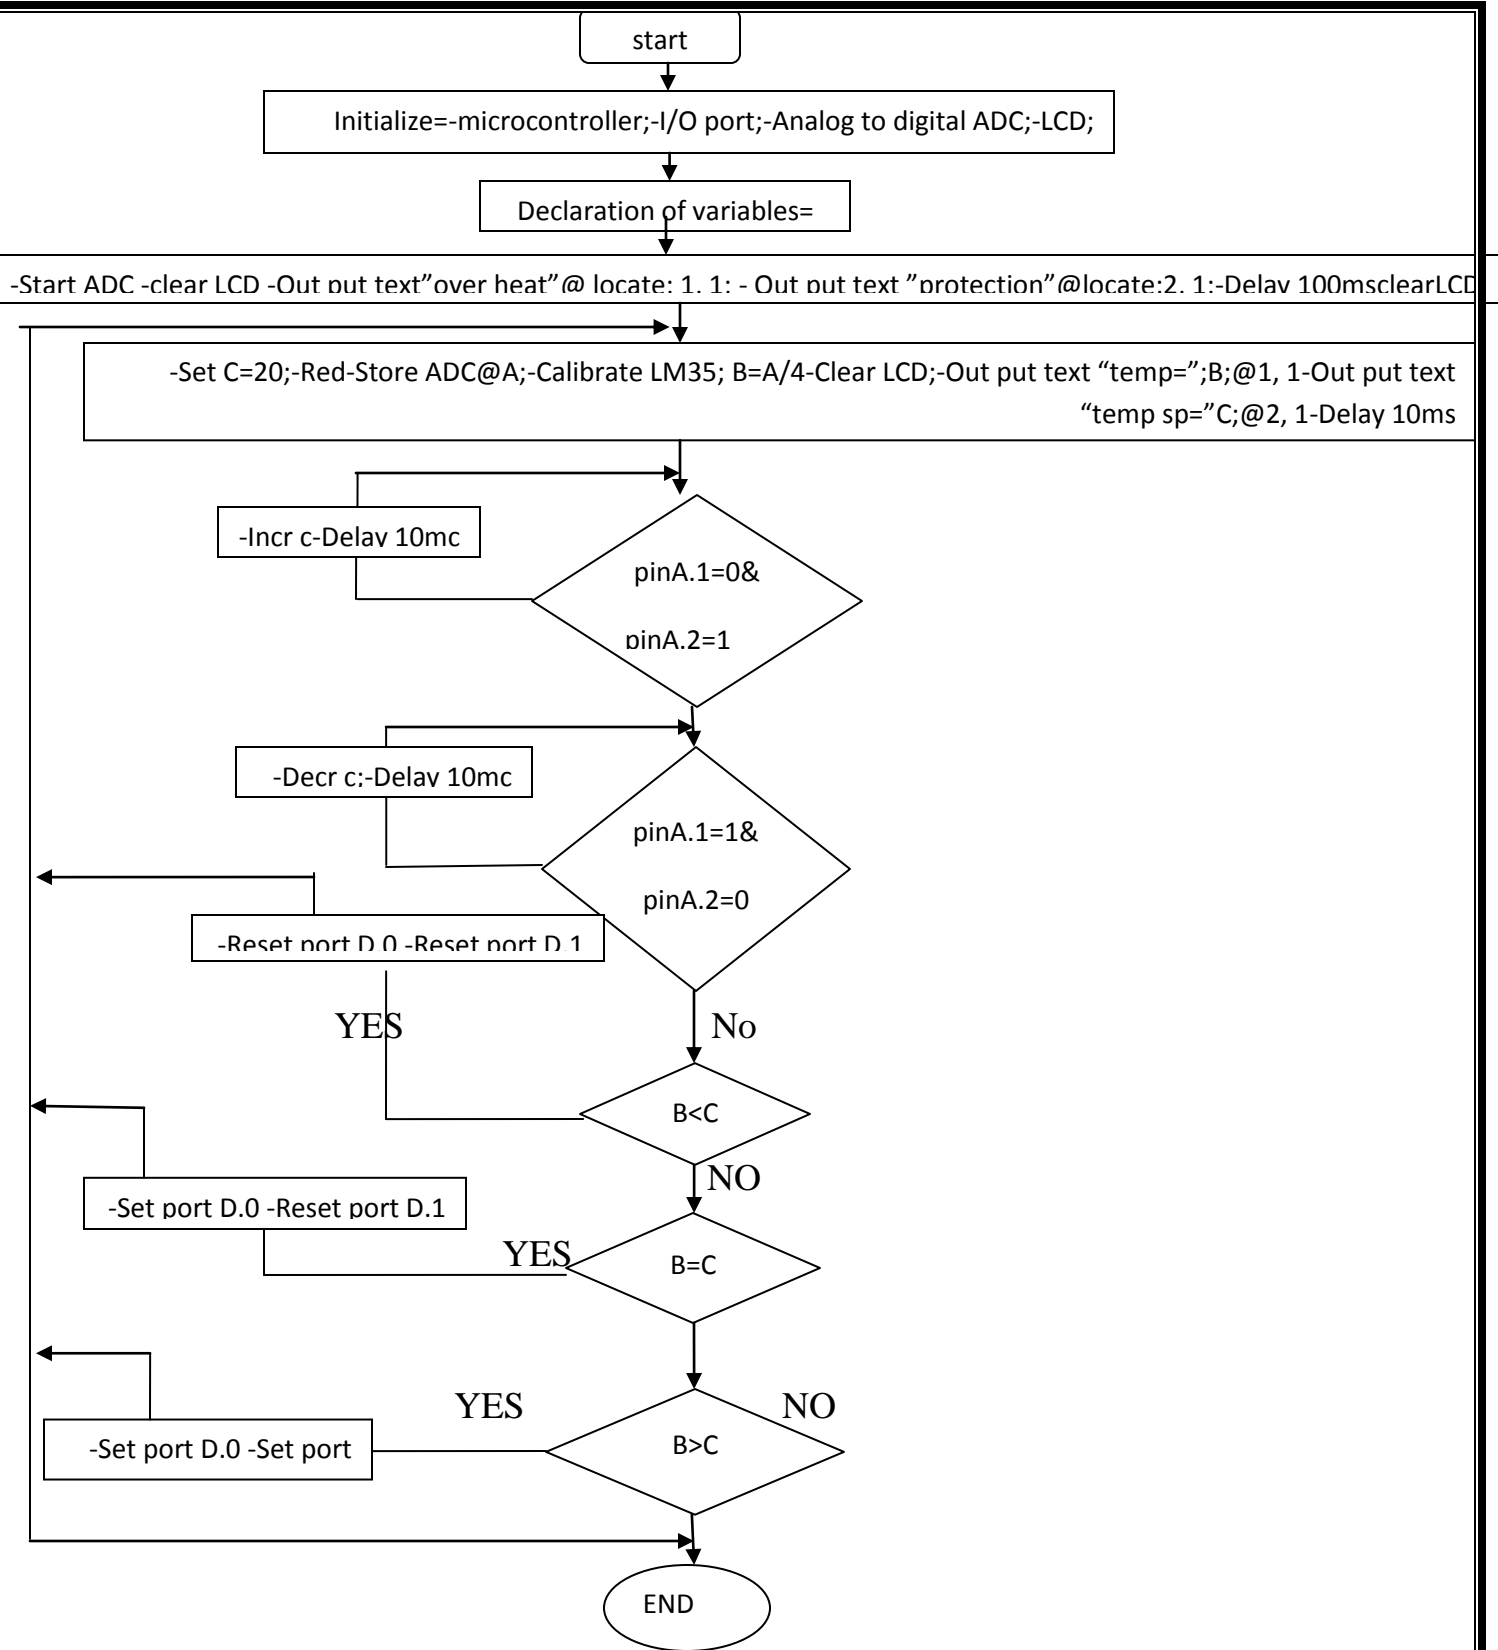 start
Initialize=-microcontroller;-I/O port;-Analog to digital ADC;-LCD;
Declaration of variables=
-Start ADC -clear LCD -Out put text”over heat”@ locate: 1, 1: - Out put text ”protection”@locate:2, 1:-Delay 100msclearLCD
-Set C=20;-Red-Store ADC@A;-Calibrate LM35; B=A/4-Clear LCD;-Out put text “temp=”;B;@1, 1-Out put text
“temp sp=”C;@2, 1-Delay 10ms
-Incr c-Delay 10mc
pinA.1=0&
pinA.2=1
-Decr c;-Delay 10mc
pinA.1=1&
pinA.2=0
-Reset port D.0 -Reset port D.1
YES
No
B<C
NO
-Set port D.0 -Reset port D.1
YES
B=C
YES
NO
-Set port D.0 -Set port
B>C
END